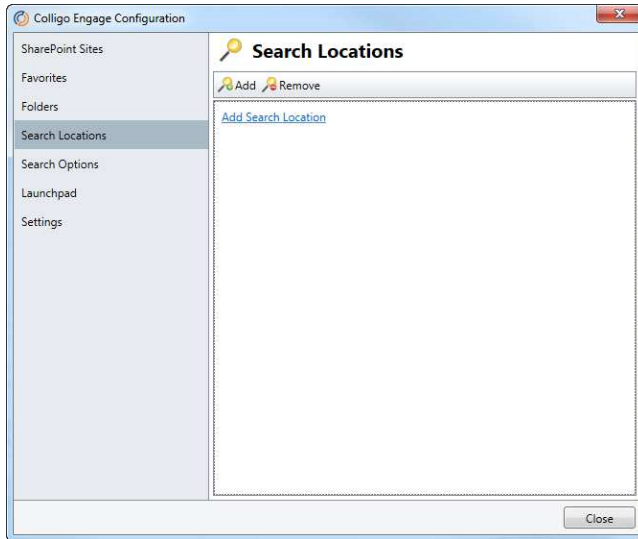 Colligo Engage Configuration
SharePoint Sites
Favorites
Folders
Search Locations
Search Options
Launchpad
Settings
Search Locations
Add Remove
Add Search Location
Close